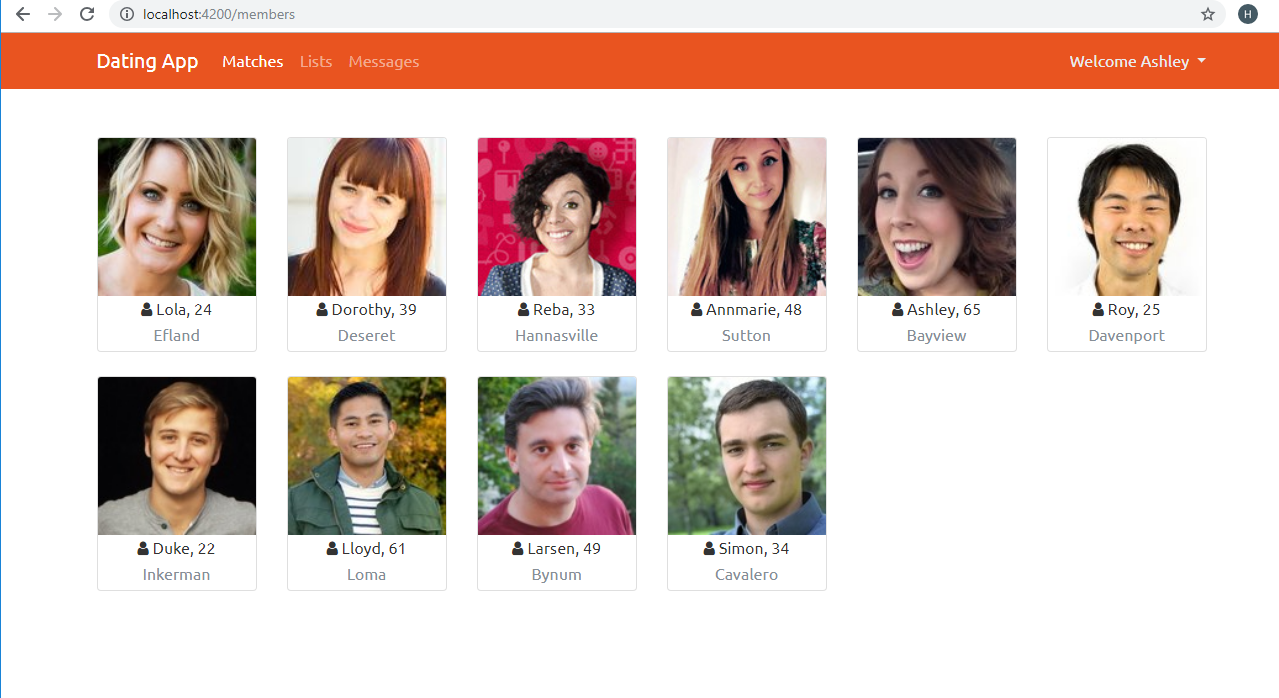 localhost:4200/members
H
Dating App Matches Lists Messages Welcome Ashley
Lola, 24
Efland
Dorothy, 39
Deseret
Reba, 33
Hannasville
Annmarie, 48
Sutton
Ashley, 65
Bayview
Roy, 25
Davenport
Duke, 22
Inkerman
Lloyd, 61
Loma
Larsen, 49
Bynum
Simon, 34
Cavalero